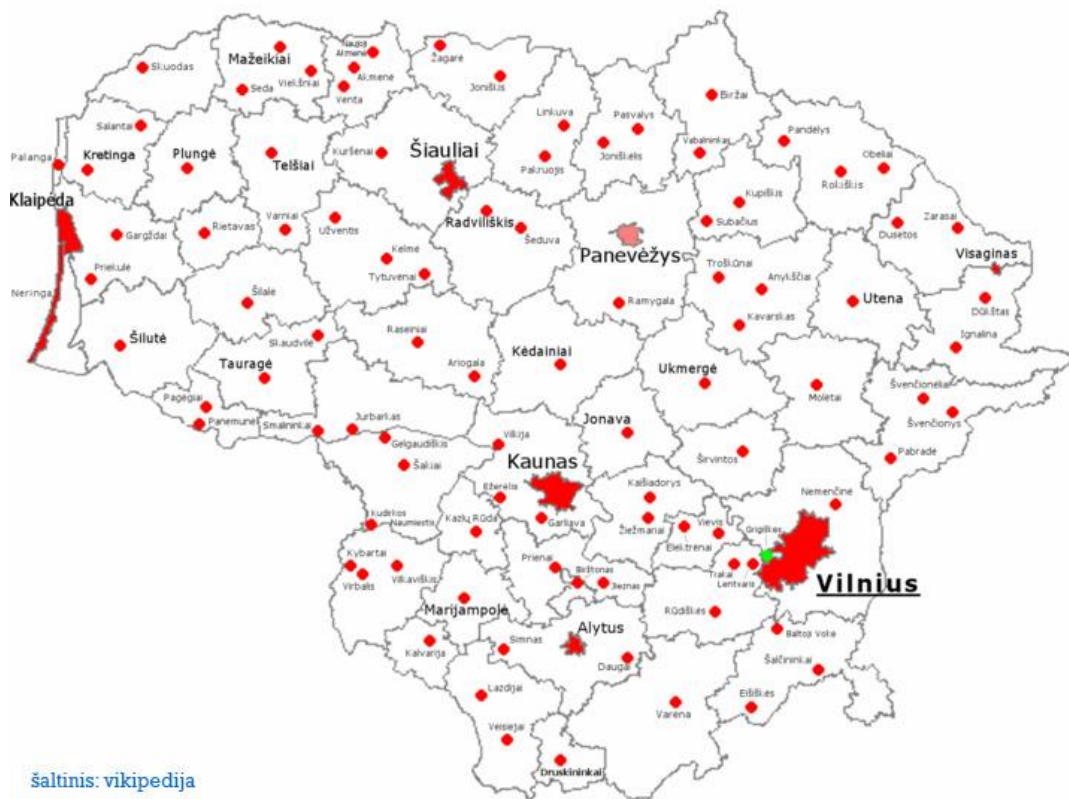 Skuodas
Mažeikiai
Seda
Viekšniai
Naujoji
Akmenė
Akmenė
Venta
Žagarė
Joniškis
Salantai
Palanga
Kretinga
Plungė
Telšiai
Kuršėnai
Šiauliai
Linkuva
Pakruojis
Pasvalys
Joniškėlis
Biržai
Vabalninkas
Pandėlys
Obeliai
Rokiškis
Klaipėda
Gargždai
Priekulė
Neringa
Rietavas
Varniai
Užventis
Kelmė
Tytuvėnai
Radviliškis
Šeduva
Panevėžys
Ramygala
Kupiškis
Subačius
Troškūnai
Anykščiai
Kavarskas
Dusetos
Zarasai
Visaginas
Utena
Dūkštas
Ignalina
Šilutė
Šilalė
Skaudvilė
Tauragė
Raseiniai
Ariogala
Kėdainiai
Ukmergė
Molėtai
Švenčionėliai
Švenčionys
Pabradė
Pagėgiai
Panemunė
Smalininkai
Jurbarkas
Gelgaudiškis
Šakiai
Vilkija
Jonava
Širvintos
Kaunas
Ežerėlis
Garliava
Kaišiadorys
Žiežmariai
Vievis
Elektrėnai
Grigiškės
Nemenčinė
Kudirkos
Naumiestis
Kazlų Rūda
Kybartai
Virbalis
Vilkaviškis
Prienai
Birštonas
Jieznas
Trakai
Lentvaris
Vilnius
Marijampolė
Rūdiškės
Kalvarija
Simnas
Alytus
Daugai
Baltoji Vokė
Šalčininkai
Eišiškės
Lazdijai
Veisiejai
Varėna
Druskininkai
šaltinis: vikipedija